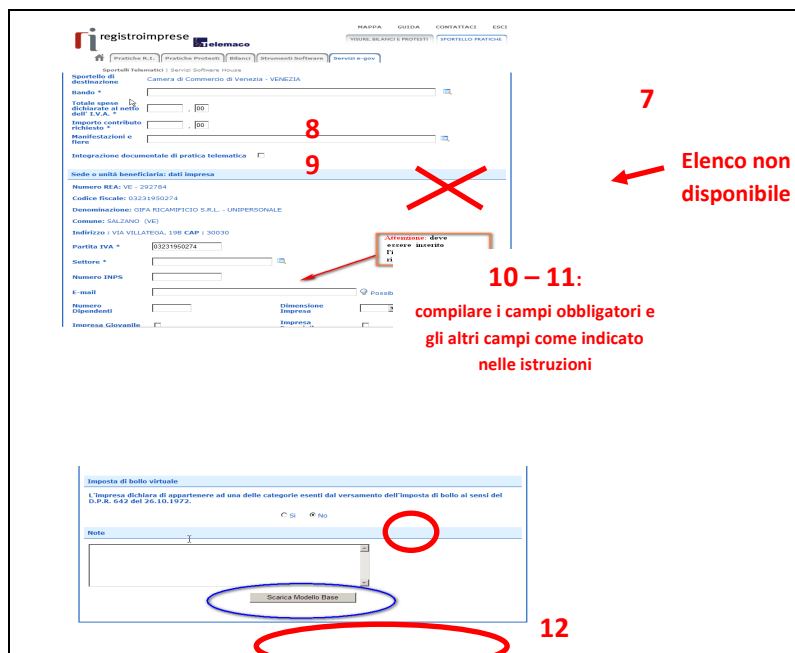 MAPPA GUIDA CONTATTACI ESCI
registroimprese
Telemaco
VISURE, BILANCI E PROTESTI SPORTELLO PRATICHE
Pratiche R.I. Pratiche Protesti Bilanci Strumenti Software Servizi e-gov
Sportelli Telematici | Servizi Software House
Sportello di destinazione Camera di Commercio di Venezia - VENEZIA
Bando *
7
Totale spese
dichiarate al netto
dell' I.V.A. * , 00
Importo contributo
richiesto * , 00
8
Manifestazioni e
fiere
Integrazione documentale di pratica telematica
9
Elenco non
disponibile
Sede o unità beneficiaria: dati impresa
Numero REA: VE - 292784
Codice fiscale: 03231950274
Denominazione: GIFA RICAMIFICIO S.R.L. - UNIPERSONALE
Comune: SALZANO (VE)
Indirizzo : VIA VILLATEGA, 198 CAP : 30030
Partita IVA * 03231950274
Attenzione: deve
essere inserito
Settore *
Numero INPS
10 – 11:
E-mail Possib
Numero
Dipendenti
Dimensione
Impresa
compilare i campi obbligatori e
gli altri campi come indicato
nelle istruzioni
Impresa Giovanile
Impresa
Imposta di bollo virtuale
L'impresa dichiara di appartenere ad una delle categorie esenti dal versamento dell'imposta di bollo ai sensi del
D.P.R. 642 del 26.10.1972.
Si No
Note
Scarica Modello Base
12